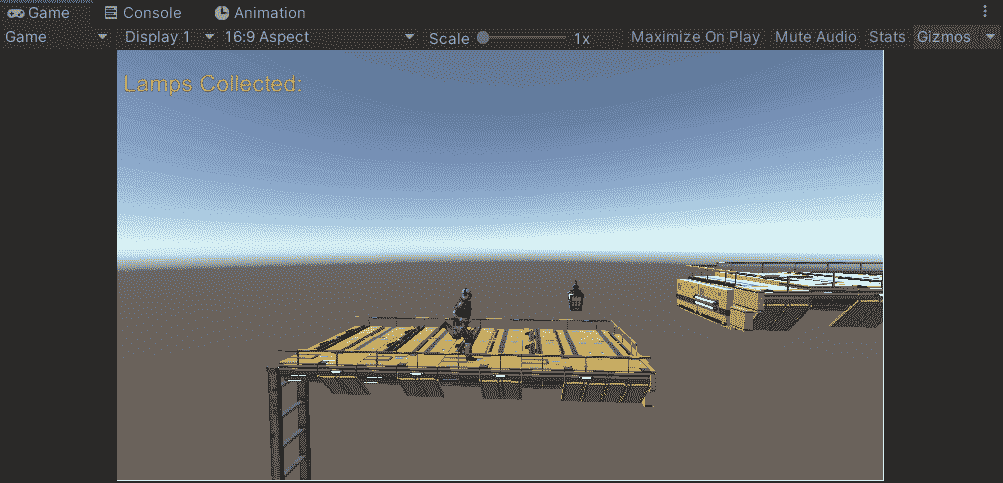 Game Console Animation
Game Display 1 16:9 Aspect Scale 1x Maximize On Play Mute Audio Stats Gizmos
Lamps Collected: